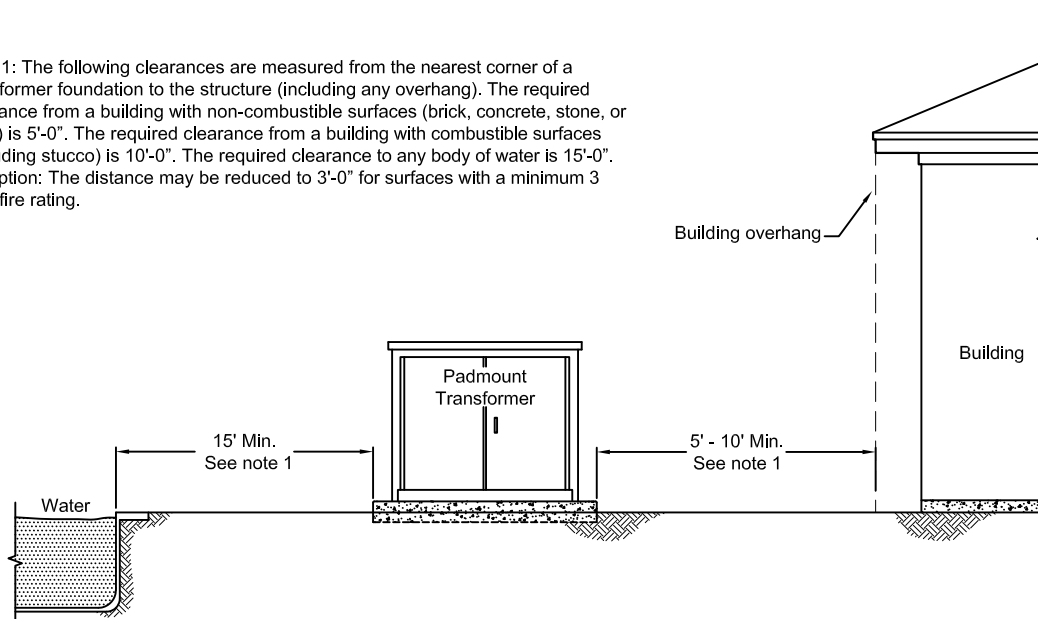 1: The following clearances are measured from the nearest corner of a
former foundation to the structure (including any overhang). The required
ance from a building with non-combustible surfaces (brick, concrete, stone, or
) is 5'-0”. The required clearance from a building with combustible surfaces
ding stucco) is 10'-0”. The required clearance to any body of water is 15'-0”.
ption: The distance may be reduced to 3'-0” for surfaces with a minimum 3
fire rating.
Building overhang
Building
Padmount
Transformer
15' Min.
See note 1
5' - 10' Min.
See note 1
Water